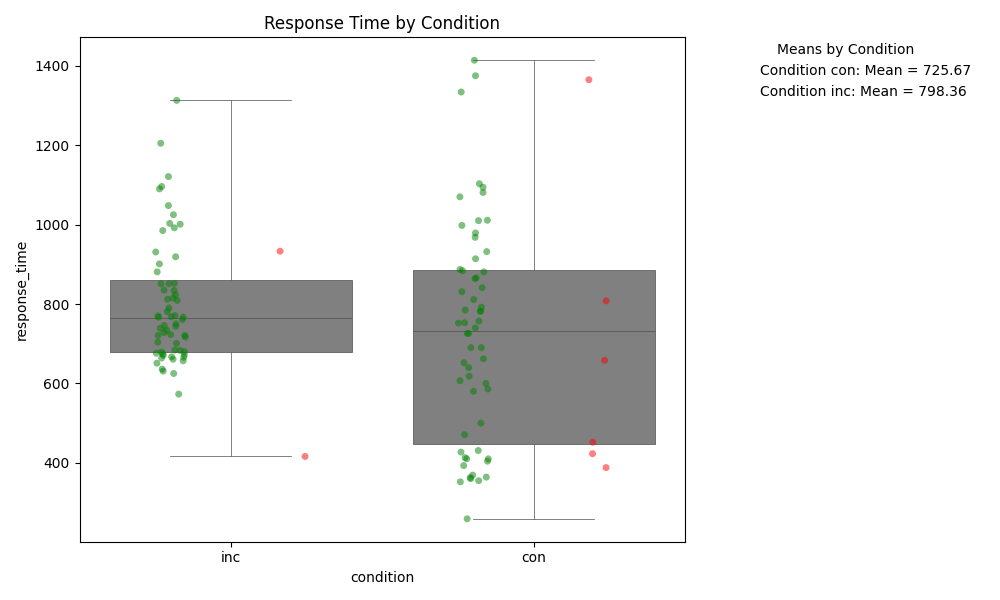 Response Time by Condition
Means by Condition
Condition con: Mean = 725.67
Condition inc: Mean = 798.36
response_time
1400
1200
1000
800
600
400
inc con
condition